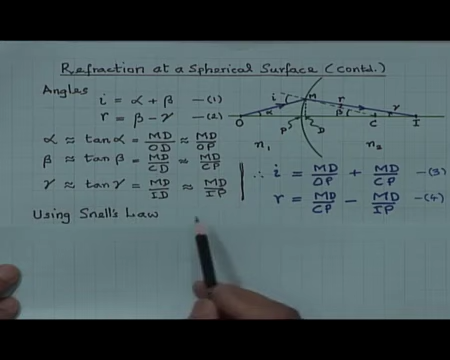 Refraction at a Spherical Surface (contd.)
Angles
i = α + β —(1)
r = β − γ —(2)
α ≈ tan α = MD/OD ≈ MD/OP
β ≈ tan β = MD/CD ≈ MD/CP
γ ≈ tan γ = MD/ID ≈ MD/IP
Using Snell's Law
i M r
O α P D β C γ I
n₁ n₂
∴ i = MD/OP + MD/CP —(3)
r = MD/CP − MD/IP —(4)